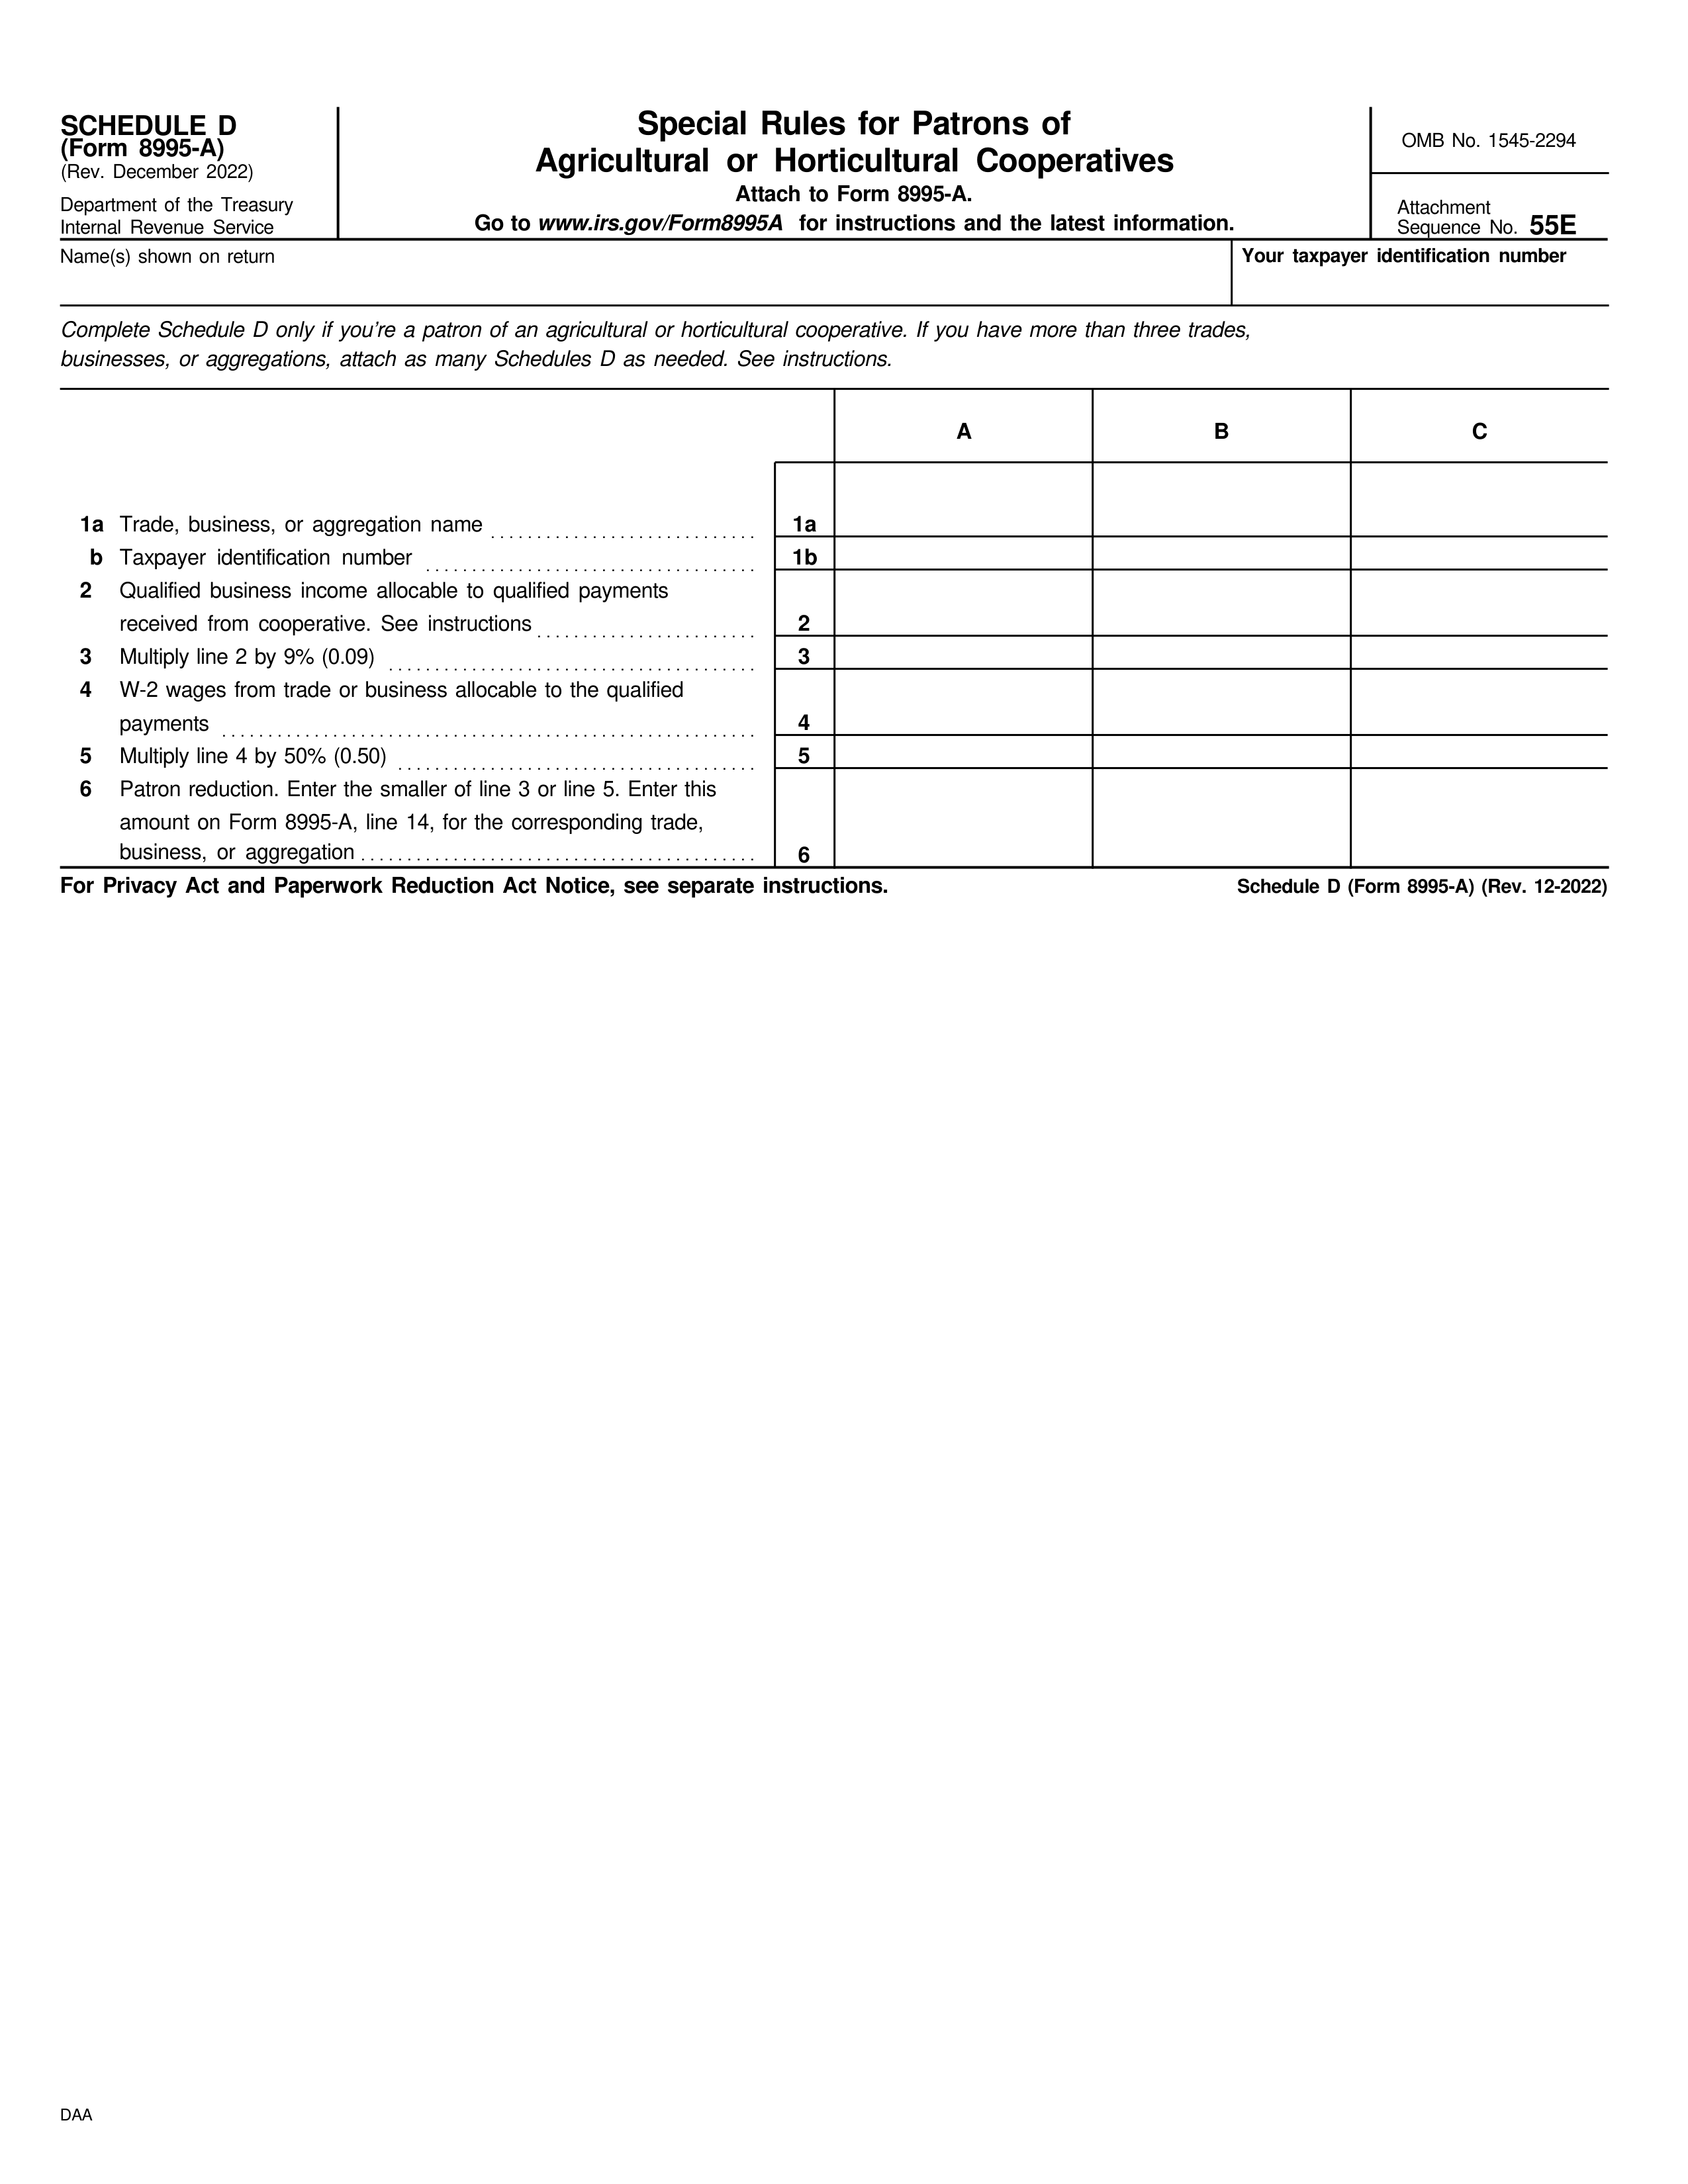 SCHEDULE D
(Form 8995-A)
(Rev. December 2022)
Department of the Treasury
Internal Revenue Service
Special Rules for Patrons of
Agricultural or Horticultural Cooperatives
Attach to Form 8995-A.
Go to www.irs.gov/Form8995A for instructions and the latest information.
OMB No. 1545-2294
Attachment
Sequence No. 55E
Name(s) shown on return
Your taxpayer identification number
Complete Schedule D only if you’re a patron of an agricultural or horticultural cooperative. If you have more than three trades,
businesses, or aggregations, attach as many Schedules D as needed. See instructions.
A B C
1a Trade, business, or aggregation name 1a
b Taxpayer identification number 1b
2 Qualified business income allocable to qualified payments
received from cooperative. See instructions 2
3 Multiply line 2 by 9% (0.09) 3
4 W-2 wages from trade or business allocable to the qualified
payments 4
5 Multiply line 4 by 50% (0.50) 5
6 Patron reduction. Enter the smaller of line 3 or line 5. Enter this
amount on Form 8995-A, line 14, for the corresponding trade,
business, or aggregation 6
For Privacy Act and Paperwork Reduction Act Notice, see separate instructions.
Schedule D (Form 8995-A) (Rev. 12-2022)
DAA